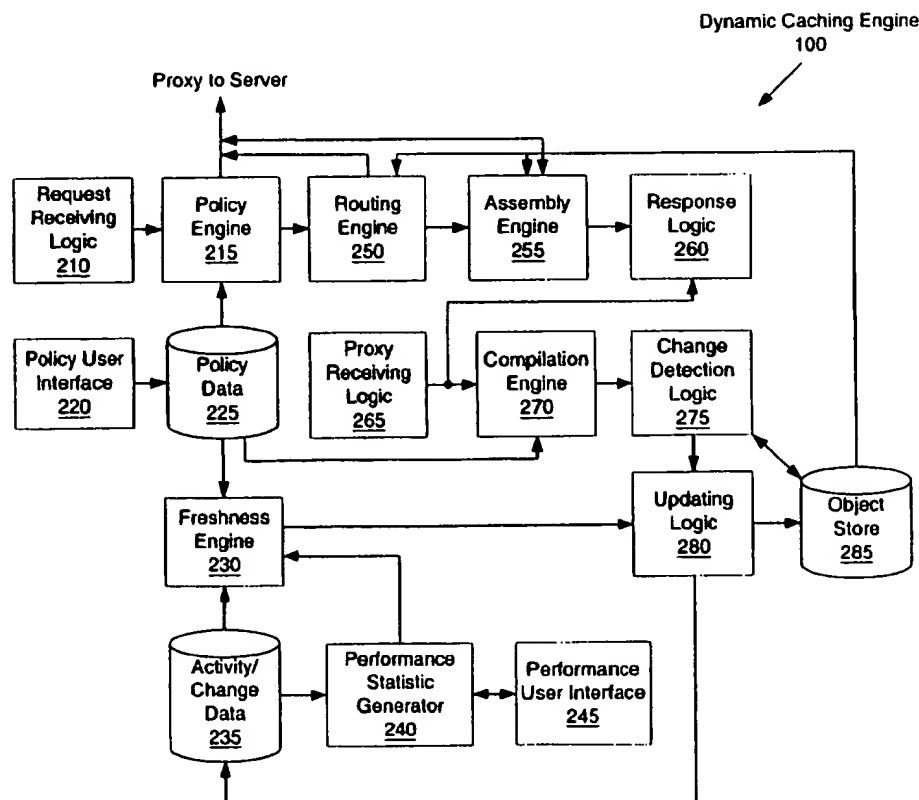 Dynamic Caching Engine
100
Proxy to Server
Request
Receiving
Logic
210
Policy
Engine
215
Routing
Engine
250
Assembly
Engine
255
Response
Logic
260
Policy User
Interface
220
Policy
Data
225
Proxy
Receiving
Logic
265
Compilation
Engine
270
Change
Detection
Logic
275
Freshness
Engine
230
Updating
Logic
280
Object
Store
285
Activity/
Change
Data
235
Performance
Statistic
Generator
240
Performance
User Interface
245